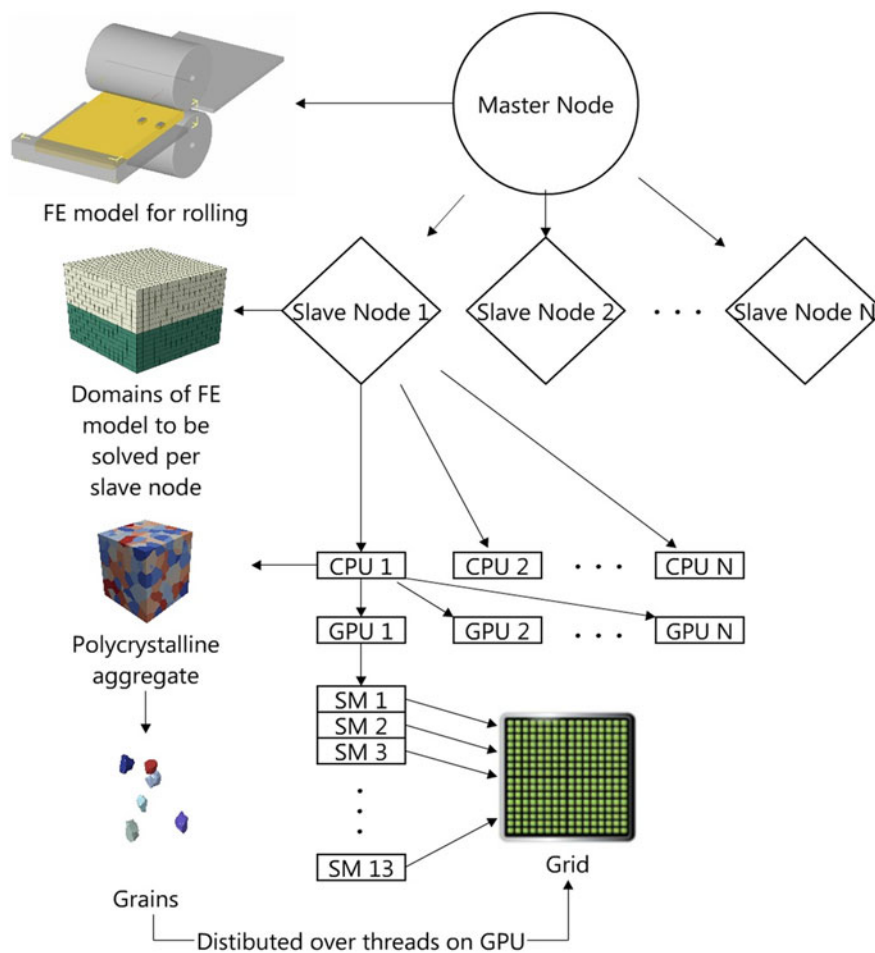 Master Node
FE model for rolling
Slave Node 1
Slave Node 2
. . .
Slave Node N
Domains of FE
model to be
solved per
slave node
CPU 1
CPU 2
. . .
CPU N
GPU 1
GPU 2
. . .
GPU N
Polycrystalline
aggregate
SM 1
SM 2
SM 3
SM 13
Grid
Grains
Distibuted over threads on GPU